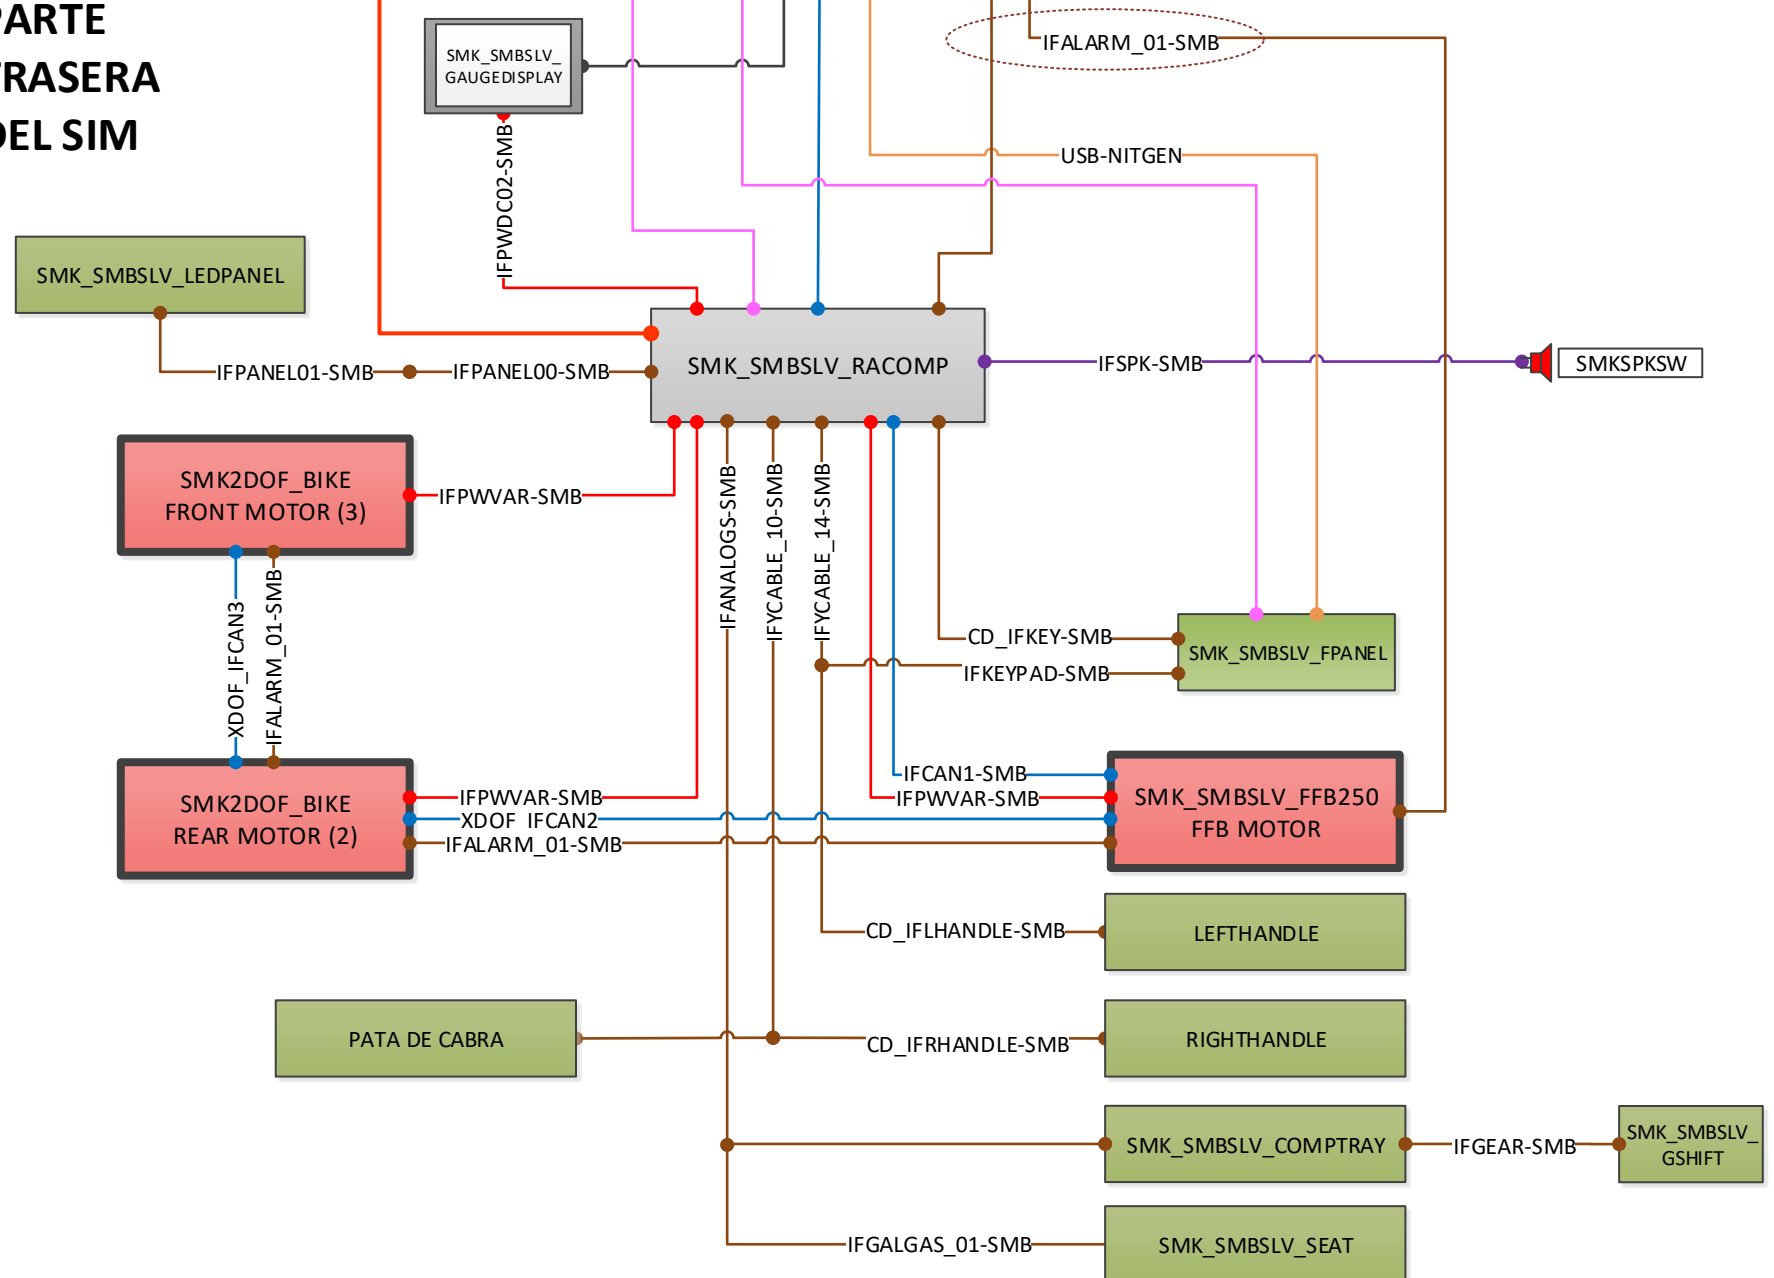 PARTE
TRASERA
DEL SIM
SMK_SMBSLV_
GAUGEDISPLAY
IFALARM_01-SMB
IFPWDC02-SMB
USB-NITGEN
SMK_SMBSLV_LEDPANEL
IFPANEL01-SMB
IFPANEL00-SMB
SMK_SMBSLV_RACOMP
IFSPK-SMB
SMKSPKSW
SMK2DOF_BIKE
FRONT MOTOR (3)
IFPWVAR-SMB
IFANALOGS-SMB
IFYCABLE_10-SMB
IFYCABLE_14-SMB
XDOF_IFCAN3
IFALARM_01-SMB
CD_IFKEY-SMB
IFKEYPAD-SMB
SMK_SMBSLV_FPANEL
SMK2DOF_BIKE
REAR MOTOR (2)
IFPWVAR-SMB
XDOF_IFCAN2
IFALARM_01-SMB
IFCAN1-SMB
IFPWVAR-SMB
SMK_SMBSLV_FFB250
FFB MOTOR
CD_IFLHANDLE-SMB
LEFTHANDLE
PATA DE CABRA
CD_IFRHANDLE-SMB
RIGHTHANDLE
SMK_SMBSLV_COMPTRAY
IFGEAR-SMB
SMK_SMBSLV_
GSHIFT
IFGALGAS_01-SMB
SMK_SMBSLV_SEAT